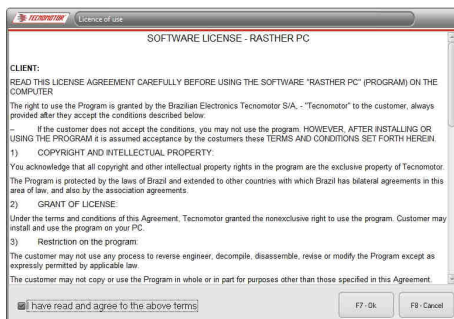 TECNOMOTOR
Licence of use
SOFTWARE LICENSE - RASTHER PC
CLIENT:
READ THIS LICENSE AGREEMENT CAREFULLY BEFORE USING THE SOFTWARE "RASTHER PC" (PROGRAM) ON THE
COMPUTER
The right to use the Program is granted by the Brazilian Electronics Tecnomotor S/A, - "Tecnomotor" to the customer, always
provided after they accept the conditions described below:
– If the customer does not accept the conditions, you may not use the program. HOWEVER, AFTER INSTALLING OR
USING THE PROGRAM it is assumed acceptance by the costumers these TERMS AND CONDITIONS SET FORTH HEREIN.
1) COPYRIGHT AND INTELLECTUAL PROPERTY:
You acknowledge that all copyright and other intellectual property rights in the program are the exclusive property of Tecnomotor.
The Program is protected by the laws of Brazil and extended to other countries with which Brazil has bilateral agreements in this
area of law, and also by the association agreements.
2) GRANT OF LICENSE:
Under the terms and conditions of this Agreement, Tecnomotor granted the nonexclusive right to use the program. Customer may
install and use the program on your PC.
3) Restriction on the program:
The customer may not use any process to reverse engineer, decompile, disassemble, revise or modify the Program except as
expressly permitted by applicable law.
The customer may not copy or use the Program in whole or in part for purposes other than those specified in this Agreement.
I have read and agree to the above terms
F7 - Ok
F8 - Cancel